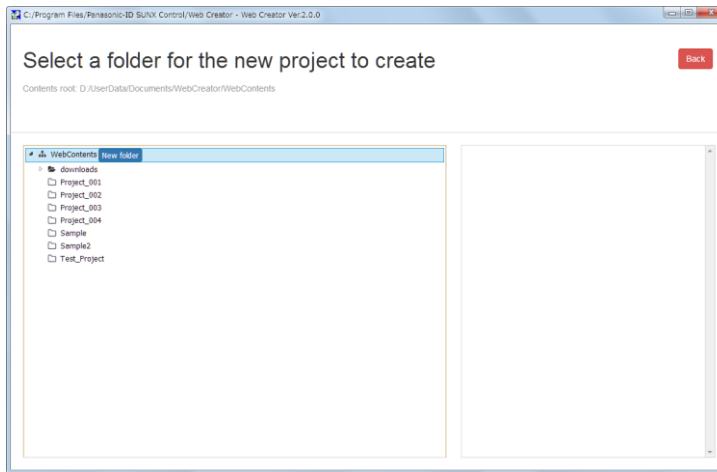 C:/Program Files/Panasonic-ID SUNX Control/Web Creator - Web Creator Ver.2.0.0
Select a folder for the new project to create
Back
Contents root: D:/UserData/Documents/WebCreator/WebContents
WebContents New folder
downloads
Project_001
Project_002
Project_003
Project_004
Sample
Sample2
Test_Project